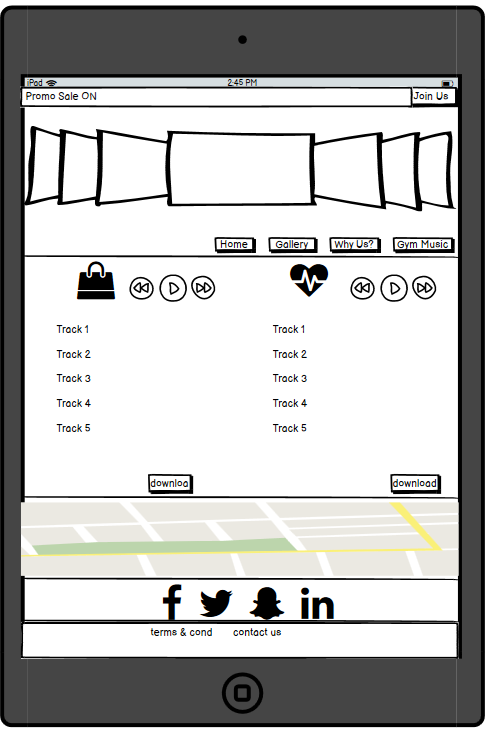 iPad 2:45 PM
Promo Sale ON Join Us
Home Gallery Why Us? Gym Music
Track 1 Track 1
Track 2 Track 2
Track 3 Track 3
Track 4 Track 4
Track 5 Track 5
downloa download
f in
terms & cond contact us